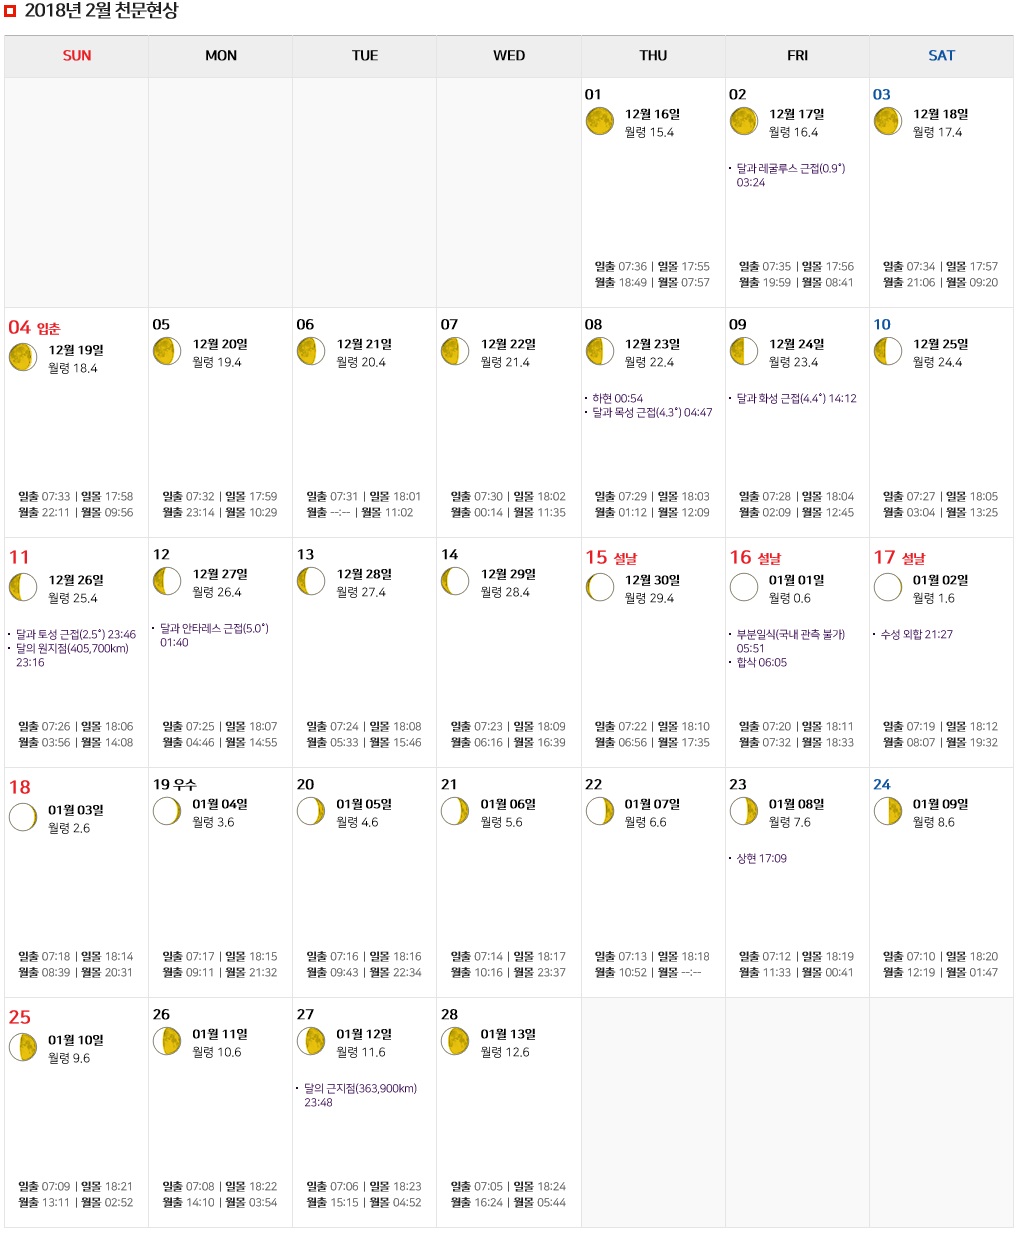 2018년 2월 천문현상
SUN MON TUE WED THU FRI SAT
01
12월 16일
월령 15.4
일출 07:36 | 일몰 17:55
월출 18:49 | 월몰 07:57
02
12월 17일
월령 16.4
· 달과 레굴루스 근접(0.9˚)
03:24
일출 07:35 | 일몰 17:56
월출 19:59 | 월몰 08:41
03
12월 18일
월령 17.4
일출 07:34 | 일몰 17:57
월출 21:06 | 월몰 09:20
04 입춘
12월 19일
월령 18.4
일출 07:33 | 일몰 17:58
월출 22:11 | 월몰 09:56
05
12월 20일
월령 19.4
일출 07:32 | 일몰 17:59
월출 23:14 | 월몰 10:29
06
12월 21일
월령 20.4
일출 07:31 | 일몰 18:01
월출 --:-- | 월몰 11:02
07
12월 22일
월령 21.4
일출 07:30 | 일몰 18:02
월출 00:14 | 월몰 11:35
08
12월 23일
월령 22.4
· 하현 00:54
· 달과 목성 근접(4.3˚) 04:47
일출 07:29 | 일몰 18:03
월출 01:12 | 월몰 12:09
09
12월 24일
월령 23.4
· 달과 화성 근접(4.4˚) 14:12
일출 07:28 | 일몰 18:04
월출 02:09 | 월몰 12:45
10
12월 25일
월령 24.4
일출 07:27 | 일몰 18:05
월출 03:04 | 월몰 13:25
11
12월 26일
월령 25.4
· 달과 토성 근접(2.5˚) 23:46
· 달의 원지점(405,700km)
23:16
일출 07:26 | 일몰 18:06
월출 03:56 | 월몰 14:08
12
12월 27일
월령 26.4
· 달과 안타레스 근접(5.0˚)
01:40
일출 07:25 | 일몰 18:07
월출 04:46 | 월몰 14:55
13
12월 28일
월령 27.4
일출 07:24 | 일몰 18:08
월출 05:33 | 월몰 15:46
14
12월 29일
월령 28.4
일출 07:23 | 일몰 18:09
월출 06:16 | 월몰 16:39
15 설날
12월 30일
월령 29.4
일출 07:22 | 일몰 18:10
월출 06:56 | 월몰 17:35
16 설날
01월 01일
월령 0.6
· 부분일식(국내 관측 불가)
05:51
· 합삭 06:05
일출 07:20 | 일몰 18:11
월출 07:32 | 월몰 18:33
17 설날
01월 02일
월령 1.6
· 수성 외합 21:27
일출 07:19 | 일몰 18:12
월출 08:07 | 월몰 19:32
18
01월 03일
월령 2.6
일출 07:18 | 일몰 18:14
월출 08:39 | 월몰 20:31
19 우수
01월 04일
월령 3.6
일출 07:17 | 일몰 18:15
월출 09:11 | 월몰 21:32
20
01월 05일
월령 4.6
일출 07:16 | 일몰 18:16
월출 09:43 | 월몰 22:34
21
01월 06일
월령 5.6
일출 07:14 | 일몰 18:17
월출 10:16 | 월몰 23:37
22
01월 07일
월령 6.6
일출 07:13 | 일몰 18:18
월출 10:52 | 월몰 --:--
23
01월 08일
월령 7.6
· 상현 17:09
일출 07:12 | 일몰 18:19
월출 11:33 | 월몰 00:41
24
01월 09일
월령 8.6
일출 07:10 | 일몰 18:20
월출 12:19 | 월몰 01:47
25
01월 10일
월령 9.6
일출 07:09 | 일몰 18:21
월출 13:11 | 월몰 02:52
26
01월 11일
월령 10.6
일출 07:08 | 일몰 18:22
월출 14:10 | 월몰 03:54
27
01월 12일
월령 11.6
· 달의 근지점(363,900km)
23:48
일출 07:06 | 일몰 18:23
월출 15:15 | 월몰 04:52
28
01월 13일
월령 12.6
일출 07:05 | 일몰 18:24
월출 16:24 | 월몰 05:44